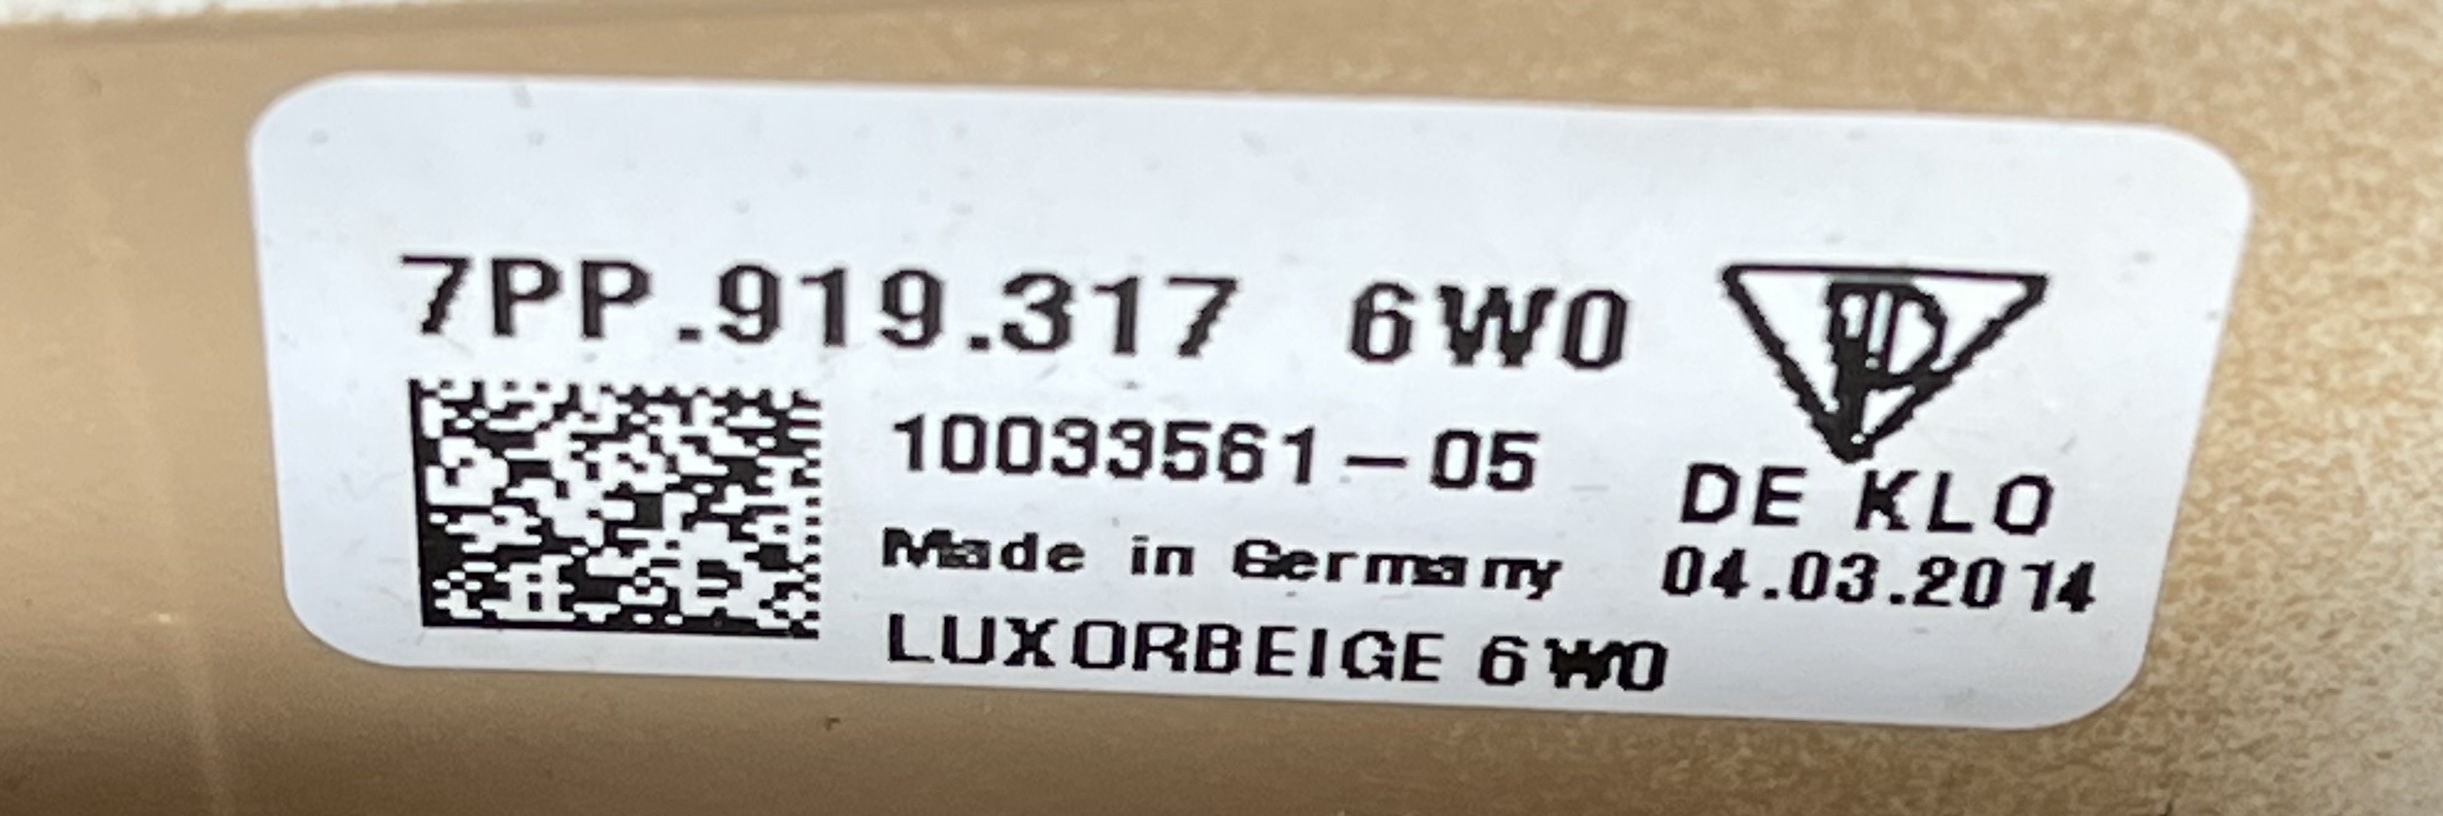 7PP.919.317 6W0
10033561-05
DE KLO
Made in Germany
04.03.2014
LUXORBEIGE 6W0